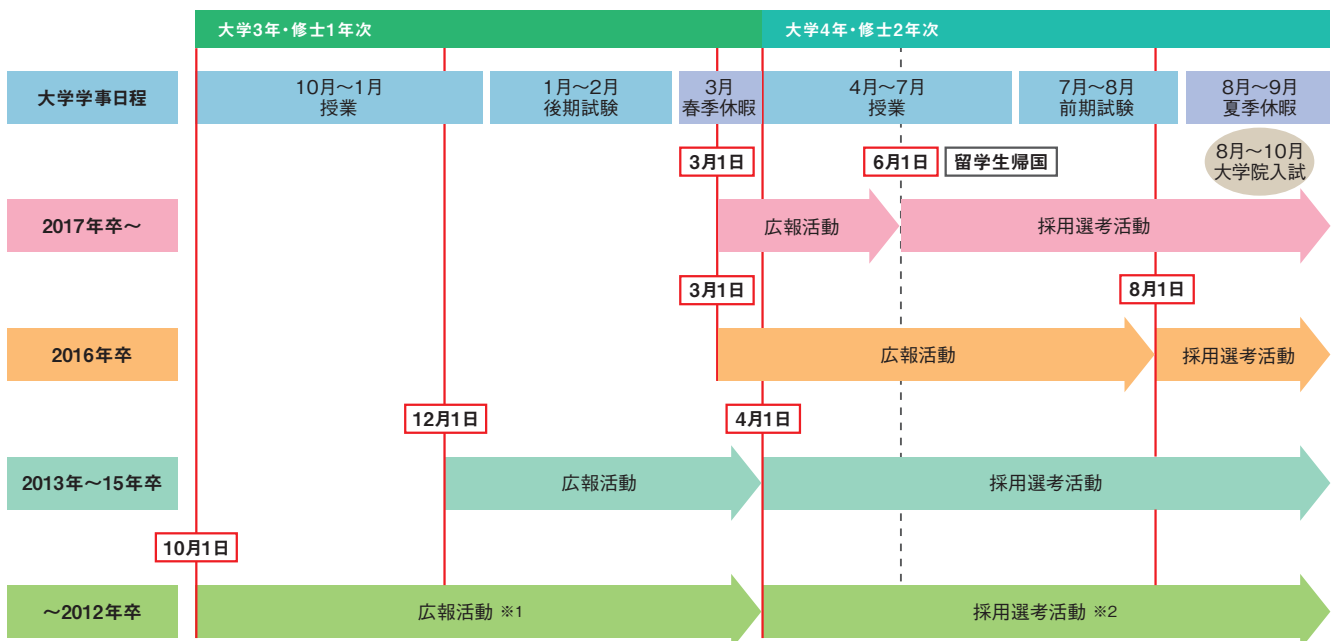 大学3年・修士1年次
大学4年・修士2年次
大学学事日程
10月〜1月
授業
1月〜2月
後期試験
3月
春季休暇
4月〜7月
授業
7月〜8月
前期試験
8月〜9月
夏季休暇
3月1日
6月1日
留学生帰国
8月〜10月
大学院入試
2017年卒〜
広報活動
採用選考活動
3月1日
8月1日
2016年卒
広報活動
採用選考活動
12月1日
4月1日
2013年〜15年卒
広報活動
採用選考活動
10月1日
〜2012年卒
広報活動 ※1
採用選考活動 ※2